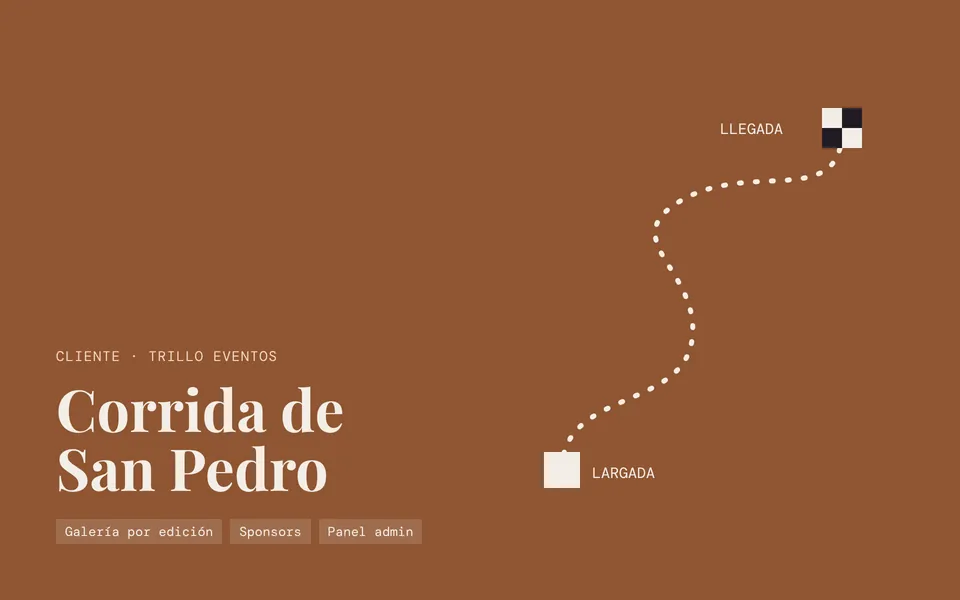 LLEGADA
CLIENTE · TRILLO EVENTOS
Corrida de
San Pedro
LARGADA
Galería por edición
Sponsors
Panel admin